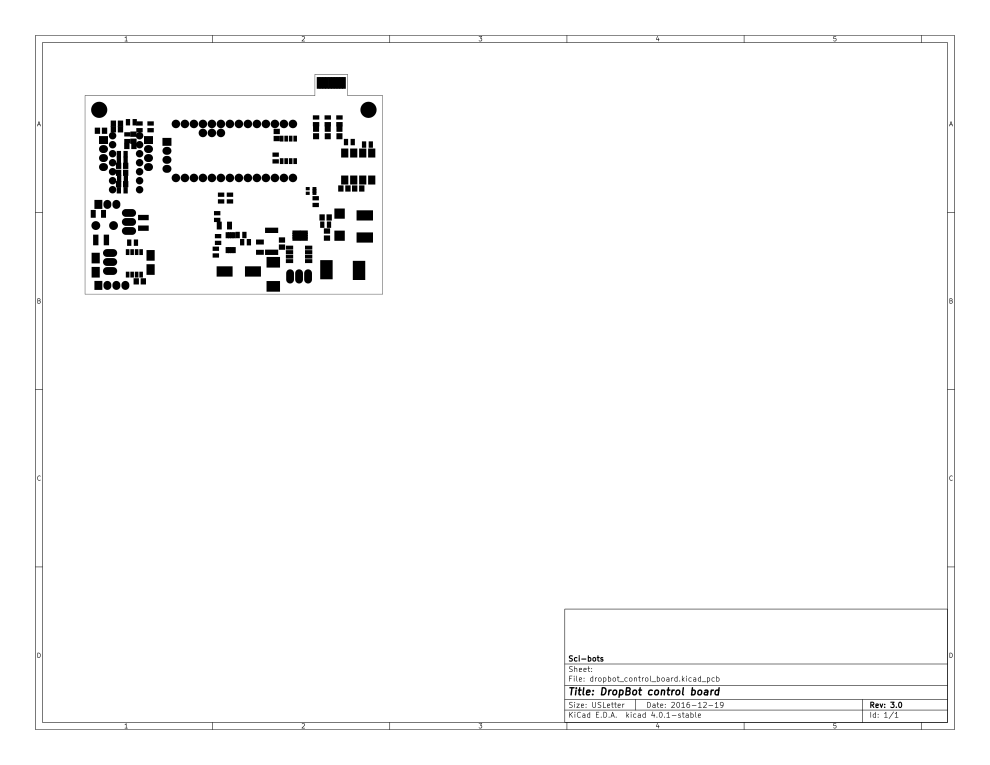 1 2 3 4 5
A A
B B
C C
D D
Sci-bots
Sheet:
File: dropbot_control_board.kicad_pcb
Title: DropBot control board
Size: USLetter Date: 2016-12-19 Rev: 3.0
KiCad E.D.A. kicad 4.0.1-stable Id: 1/1
1 2 3 4 5